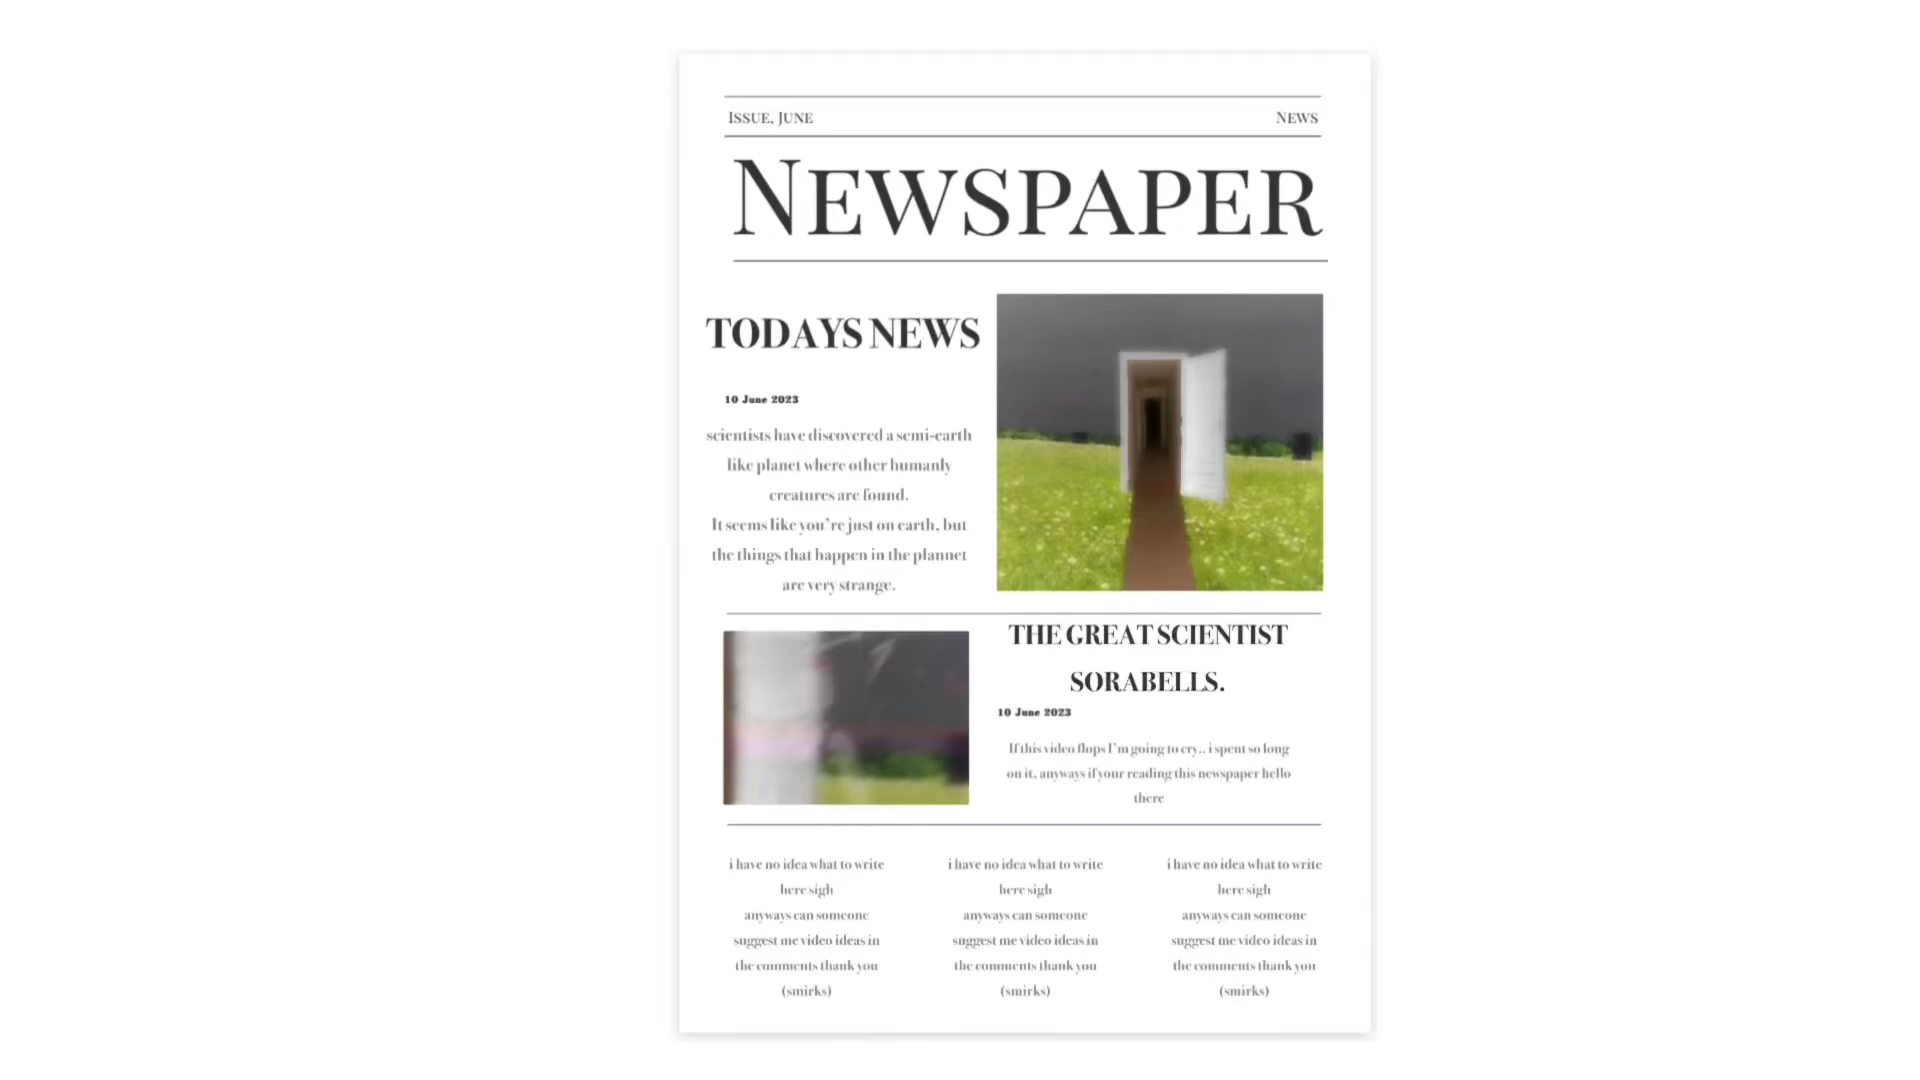 ISSUE, JUNE
NEWS
NEWSPAPER
TODAYS NEWS
10 June 2023
scientists have discovered a semi-earth
like planet where other humanly
creatures are found.
It seems like you're just on earth, but
the things that happen in the plannet
are very strange.
THE GREAT SCIENTIST
SORABELLS.
10 June 2023
If this video flops I'm going to cry.. i spent so long
on it, anyways if your reading this newspaper hello
there
i have no idea what to write
here sigh
anyways can someone
suggest me video ideas in
the comments thank you
(smirks)
i have no idea what to write
here sigh
anyways can someone
suggest me video ideas in
the comments thank you
(smirks)
i have no idea what to write
here sigh
anyways can someone
suggest me video ideas in
the comments thank you
(smirks)